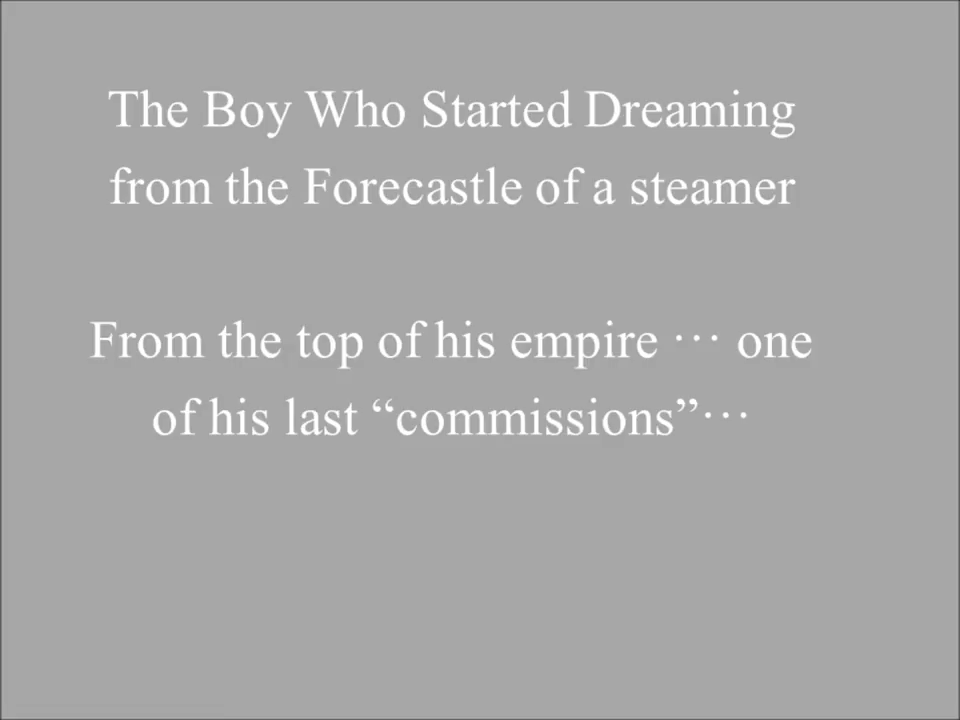 The Boy Who Started Dreaming
from the Forecastle of a steamer
From the top of his empire ··· one
of his last “commissions”···